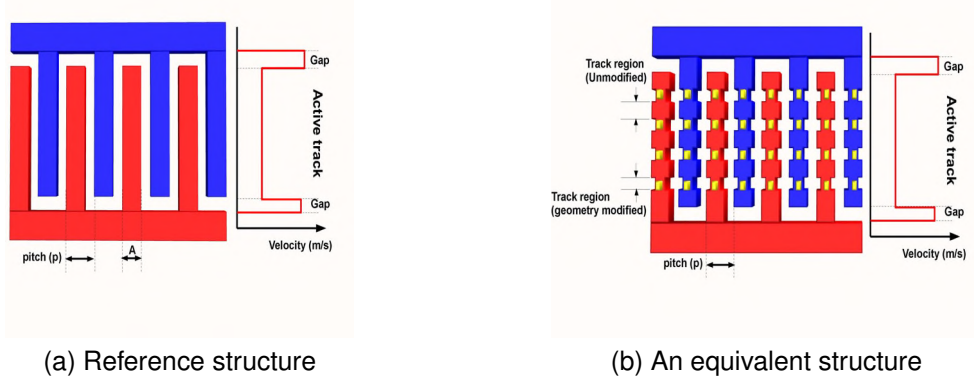 Gap
Active track
Gap
Velocity (m/s)
pitch (p)
A
(a) Reference structure
Track region
(Unmodified)
Track region
(geometry modified)
pitch (p)
Gap
Active track
Gap
Velocity (m/s)
(b) An equivalent structure